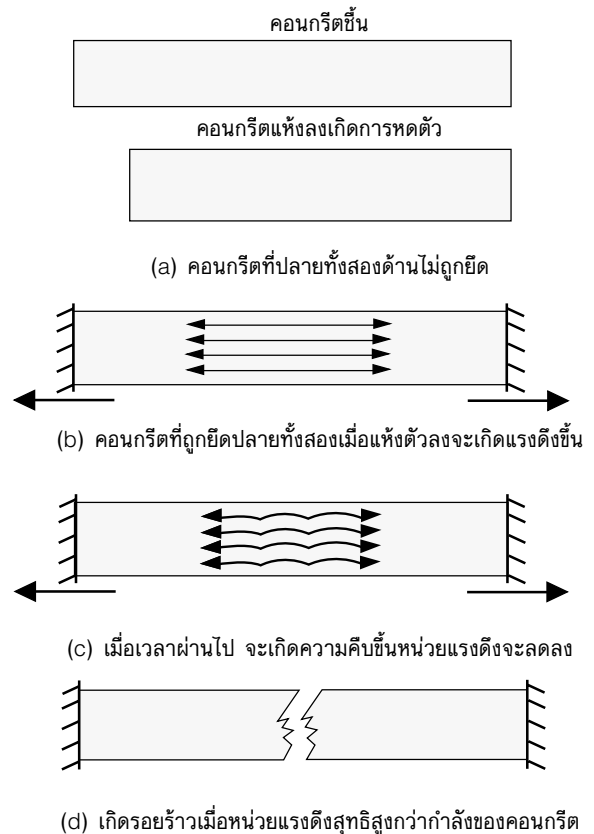 คอนกรีตชื้น
คอนกรีตแห้งลงเกิดการหดตัว
(a) คอนกรีตที่ปลายทั้งสองด้านไม่ถูกยึด
(b) คอนกรีตที่ถูกยึดปลายทั้งสองเมื่อแห้งตัวลงจะเกิดแรงดึงขึ้น
(c) เมื่อเวลาผ่านไป จะเกิดความคืบขึ้นหน่วยแรงดึงจะลดลง
(d) เกิดรอยร้าวเมื่อหน่วยแรงดึงสุทธิสูงกว่ากำลังของคอนกรีต